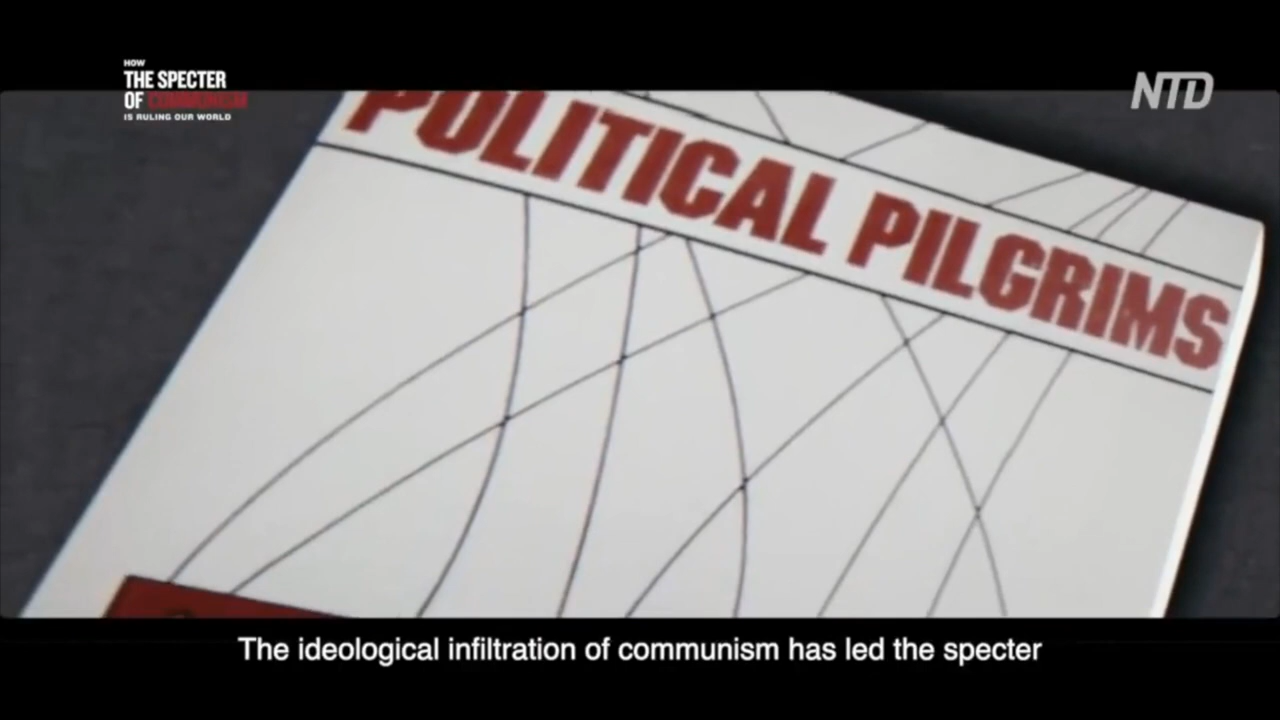 HOW
THE SPECTER
OF COMMUNISM
IS RULING OUR WORLD
NTD
POLITICAL PILGRIMS
The ideological infiltration of communism has led the specter